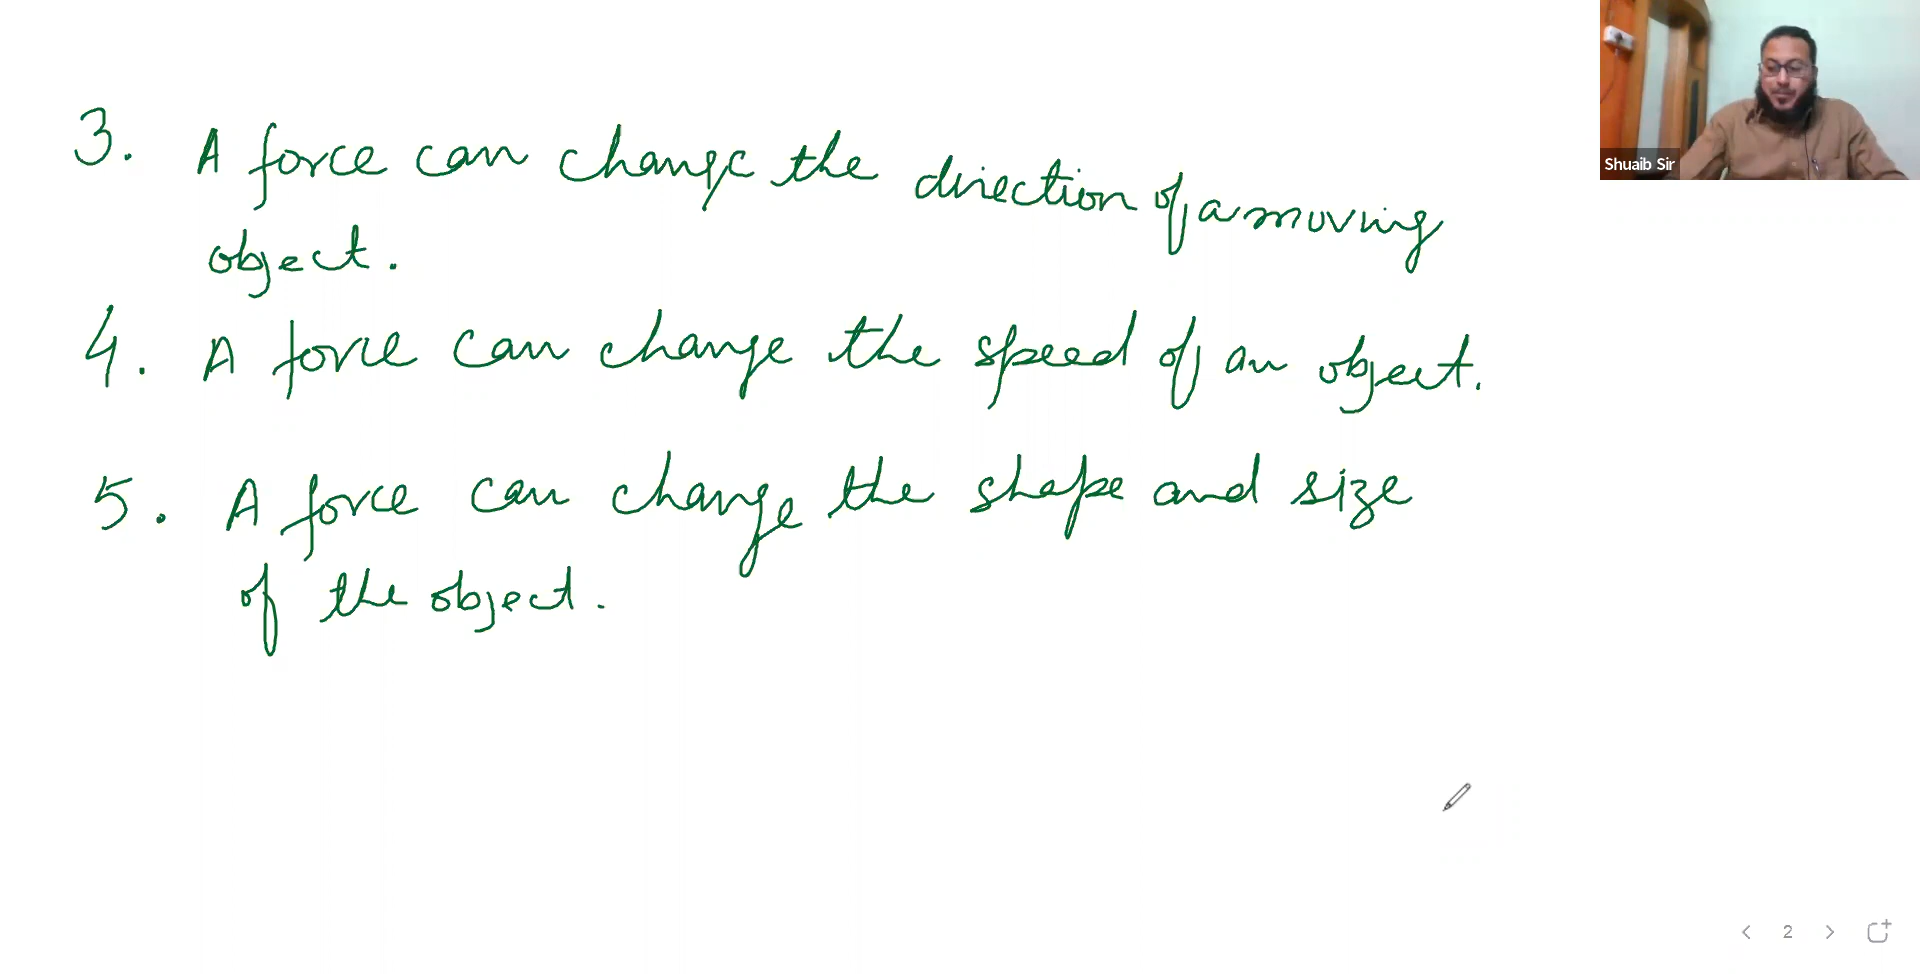 3. A force can change the direction of a moving
object.
4. A force can change the speed of an object.
5. A force can change the shape and size
of the object.
Shuaib Sir
2